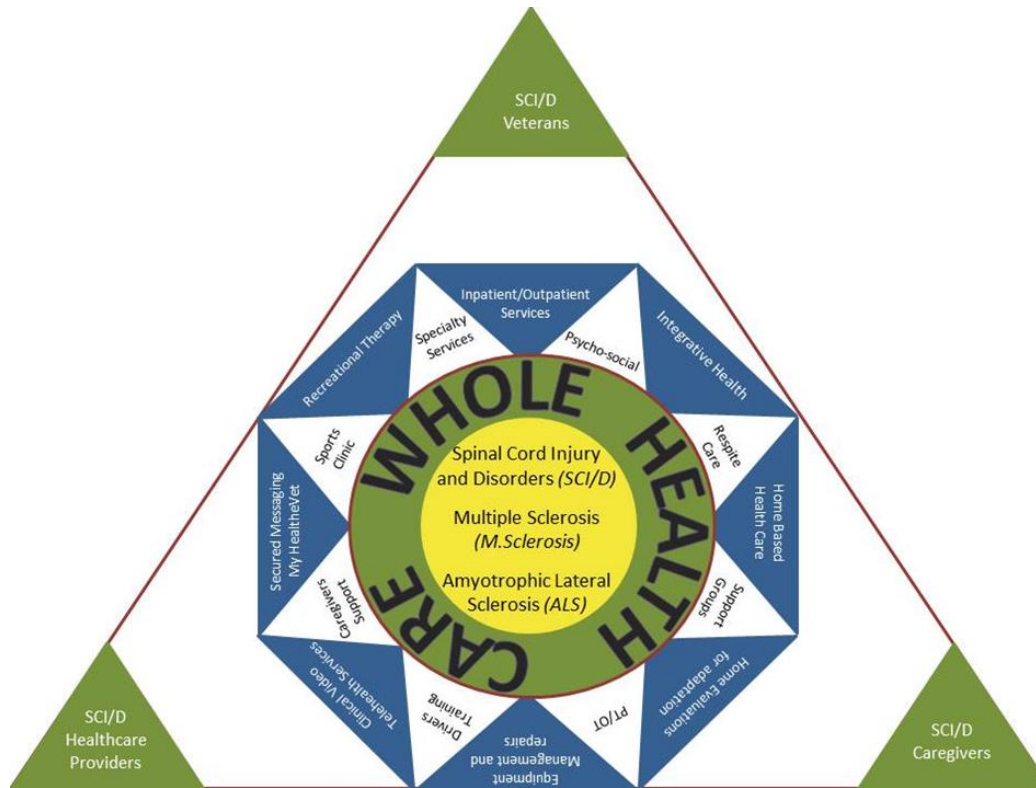 SCI/D
Veterans
Inpatient/Outpatient
Services
Psycho-social
Integrative Health
Respite
Care
Home Based
Health Care
Support
Groups
Home Evaluations
for adaptation
PT/OT
Equipment
Management and
repairs
Drivers
Training
Clinical Video
Telehealth Services
Caregivers
Support
Secured Messaging
My HealtheVet
Sports
Clinic
Recreational Therapy
Specialty
Services
WHOLE HEALTH CARE
Spinal Cord Injury
and Disorders (SCI/D)
Multiple Sclerosis
(M.Sclerosis)
Amyotrophic Lateral
Sclerosis (ALS)
SCI/D
Healthcare
Providers
SCI/D
Caregivers